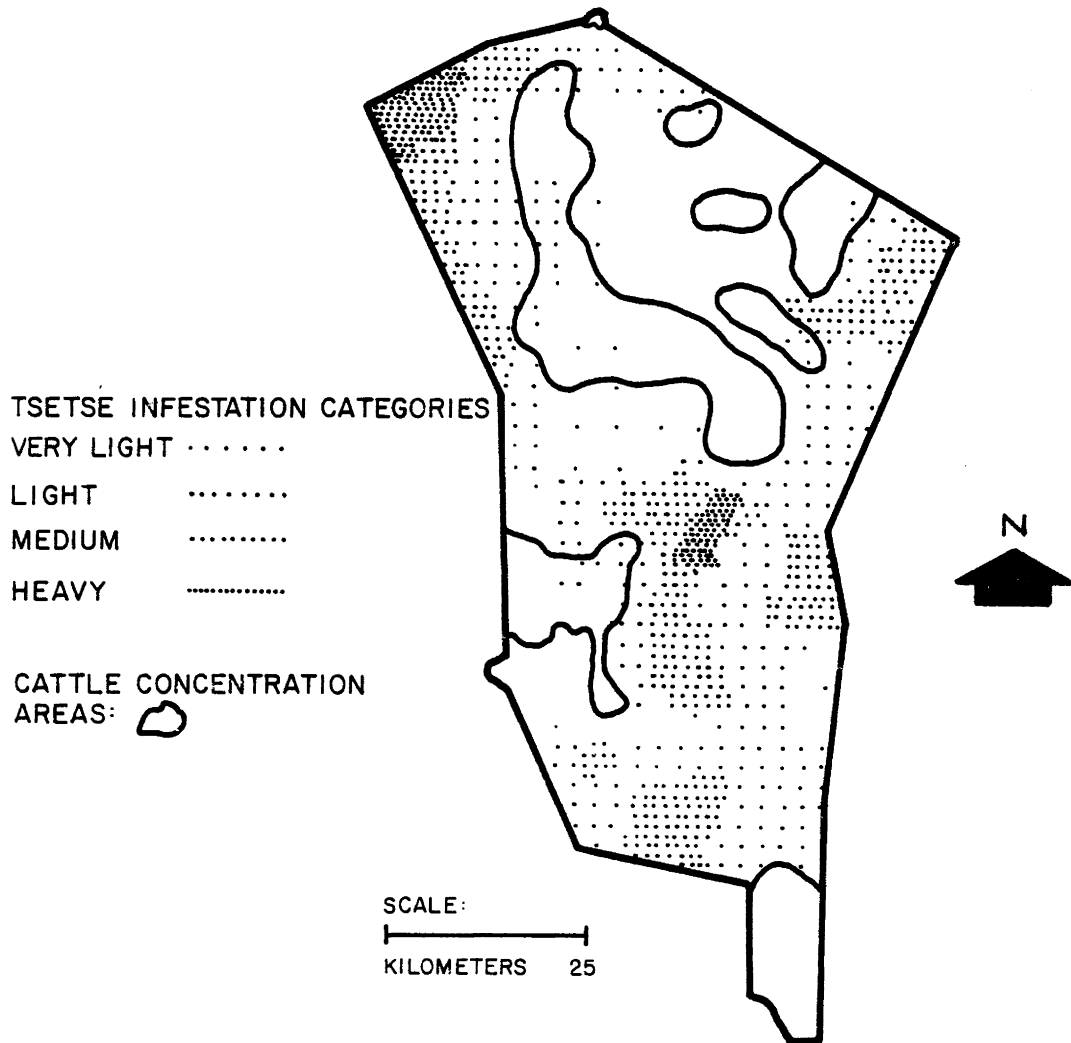 TSETSE INFESTATION CATEGORIES
VERY LIGHT
LIGHT
MEDIUM
HEAVY
CATTLE CONCENTRATION
AREAS:
N
SCALE:
KILOMETERS 25